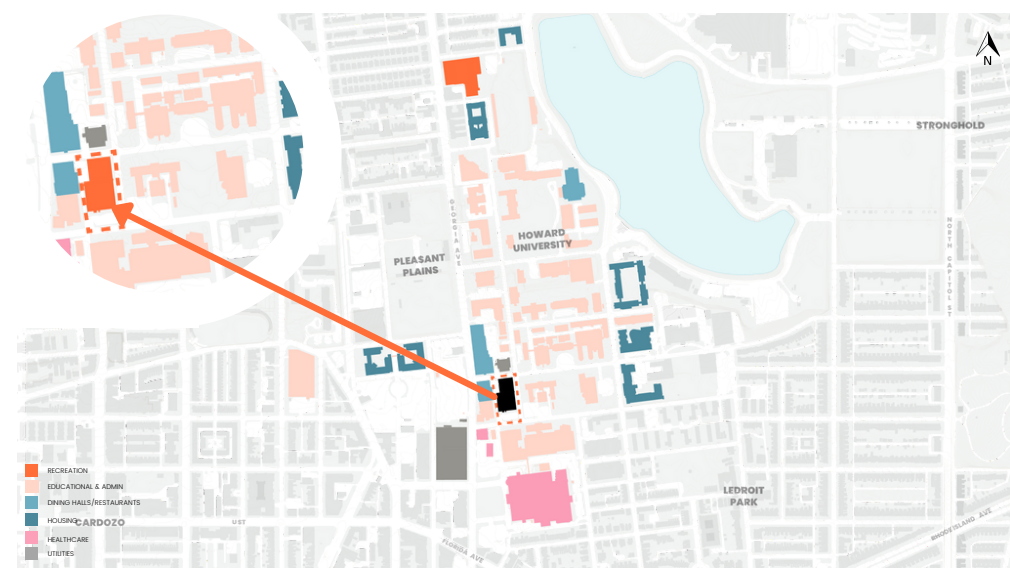 N
STRONGHOLD
GEORGIA AVE
NORTH CAPITOL ST
HOWARD
UNIVERSITY
PLEASANT
PLAINS
RECREATION
EDUCATIONAL & ADMIN
DINING HALLS/RESTAURANTS
HOUSING
CARDOZO
U ST
HEALTHCARE
UTILITIES
LEDROIT
PARK
RHODE ISLAND AVE
FLORIDA AVE